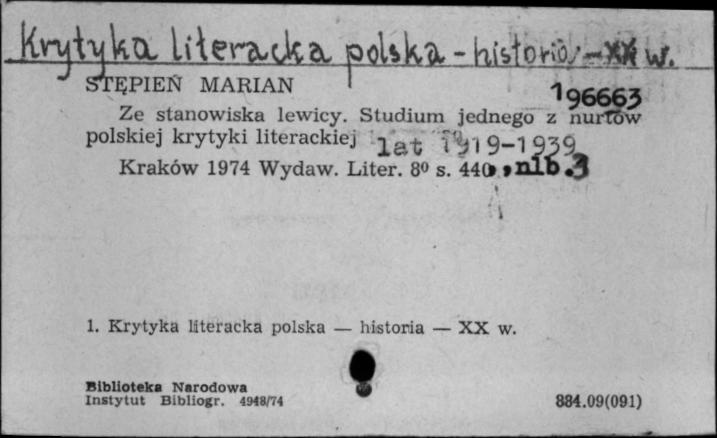 Krytyka literacka polska - historia - XX w.
STĘPIEŃ MARIAN
196663
Ze stanowiska lewicy. Studium jednego z nurtów
polskiej krytyki literackiej lat 1919-1939
Kraków 1974 Wydaw. Liter. 8⁰ s. 440, nlb. 3
1. Krytyka literacka polska — historia — XX w.
Biblioteka Narodowa
Instytut Bibliogr. 4948/74
884.09(091)